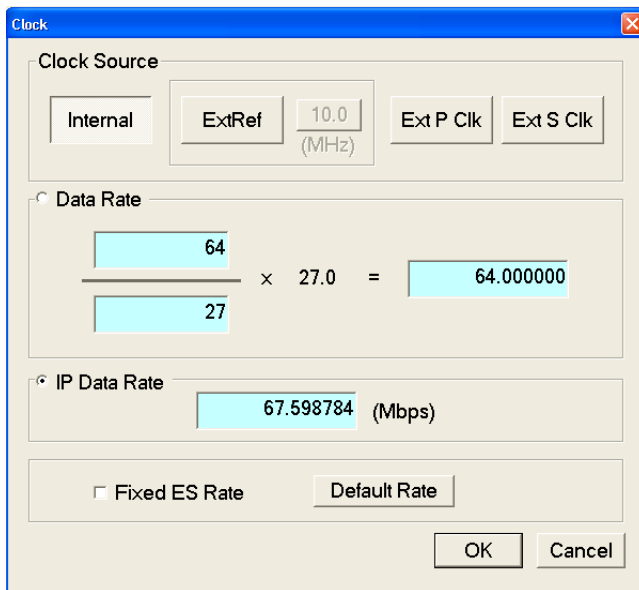 Clock
Clock Source
Internal
ExtRef
10.0
(MHz)
Ext P Clk
Ext S Clk
Data Rate
64
27
× 27.0 = 64.000000
IP Data Rate
67.598784 (Mbps)
Fixed ES Rate
Default Rate
OK
Cancel